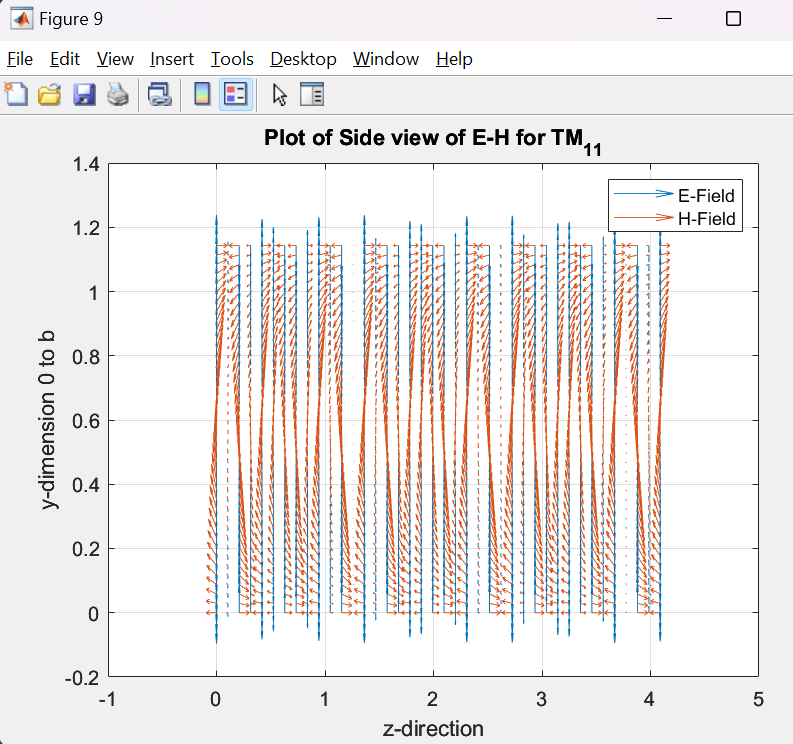 Figure 9
File Edit View Insert Tools Desktop Window Help
Plot of Side view of E-H for TM11
E-Field
H-Field
1.4
1.2
1
0.8
0.6
0.4
0.2
0
-0.2
y-dimension 0 to b
-1 0 1 2 3 4 5
z-direction